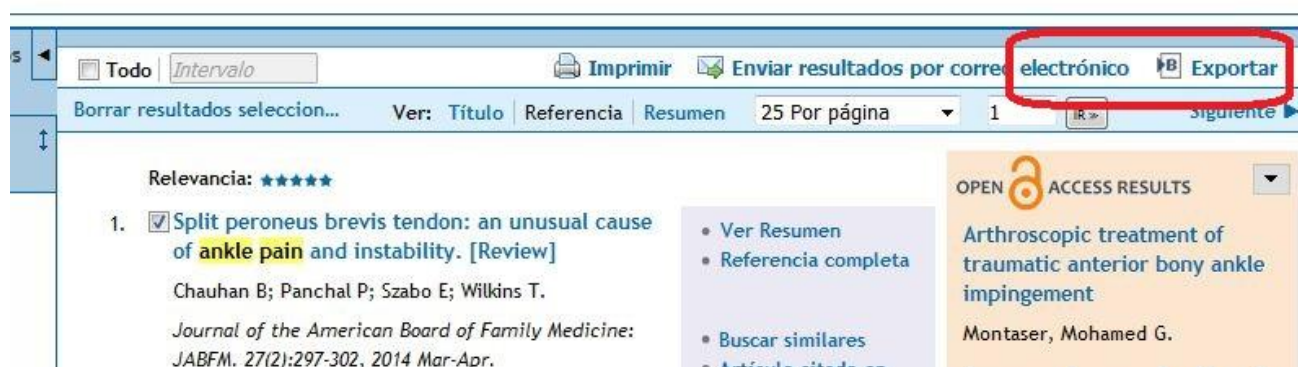 s
Todo Intervalo Imprimir Enviar resultados por correo electrónico Exportar
Borrar resultados seleccion... Ver: Título Referencia Resumen 25 Por página 1 IR» Siguiente
Relevancia: ★★★★★
1. Split peroneus brevis tendon: an unusual cause
of ankle pain and instability. [Review]
Chauhan B; Panchal P; Szabo E; Wilkins T.
Journal of the American Board of Family Medicine:
JABFM. 27(2):297-302, 2014 Mar-Apr.
• Ver Resumen
• Referencia completa
• Buscar similares
OPEN ACCESS RESULTS
Arthroscopic treatment of
traumatic anterior bony ankle
impingement
Montaser, Mohamed G.